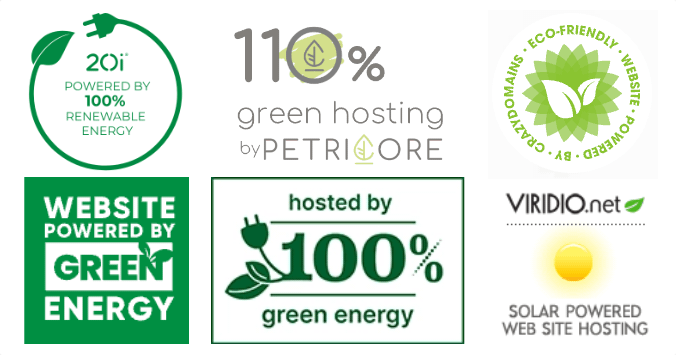 20i
POWERED BY
100%
RENEWABLE
ENERGY
110%
green hosting
by PETRICORE
· ECO-FRIENDLY · WEBSITE · POWERED · BY · CRAZYDOMAINS
WEBSITE
POWERED BY
GREEN
ENERGY
hosted by
100%
green energy
VIRIDIO.net
SOLAR POWERED
WEB SITE HOSTING